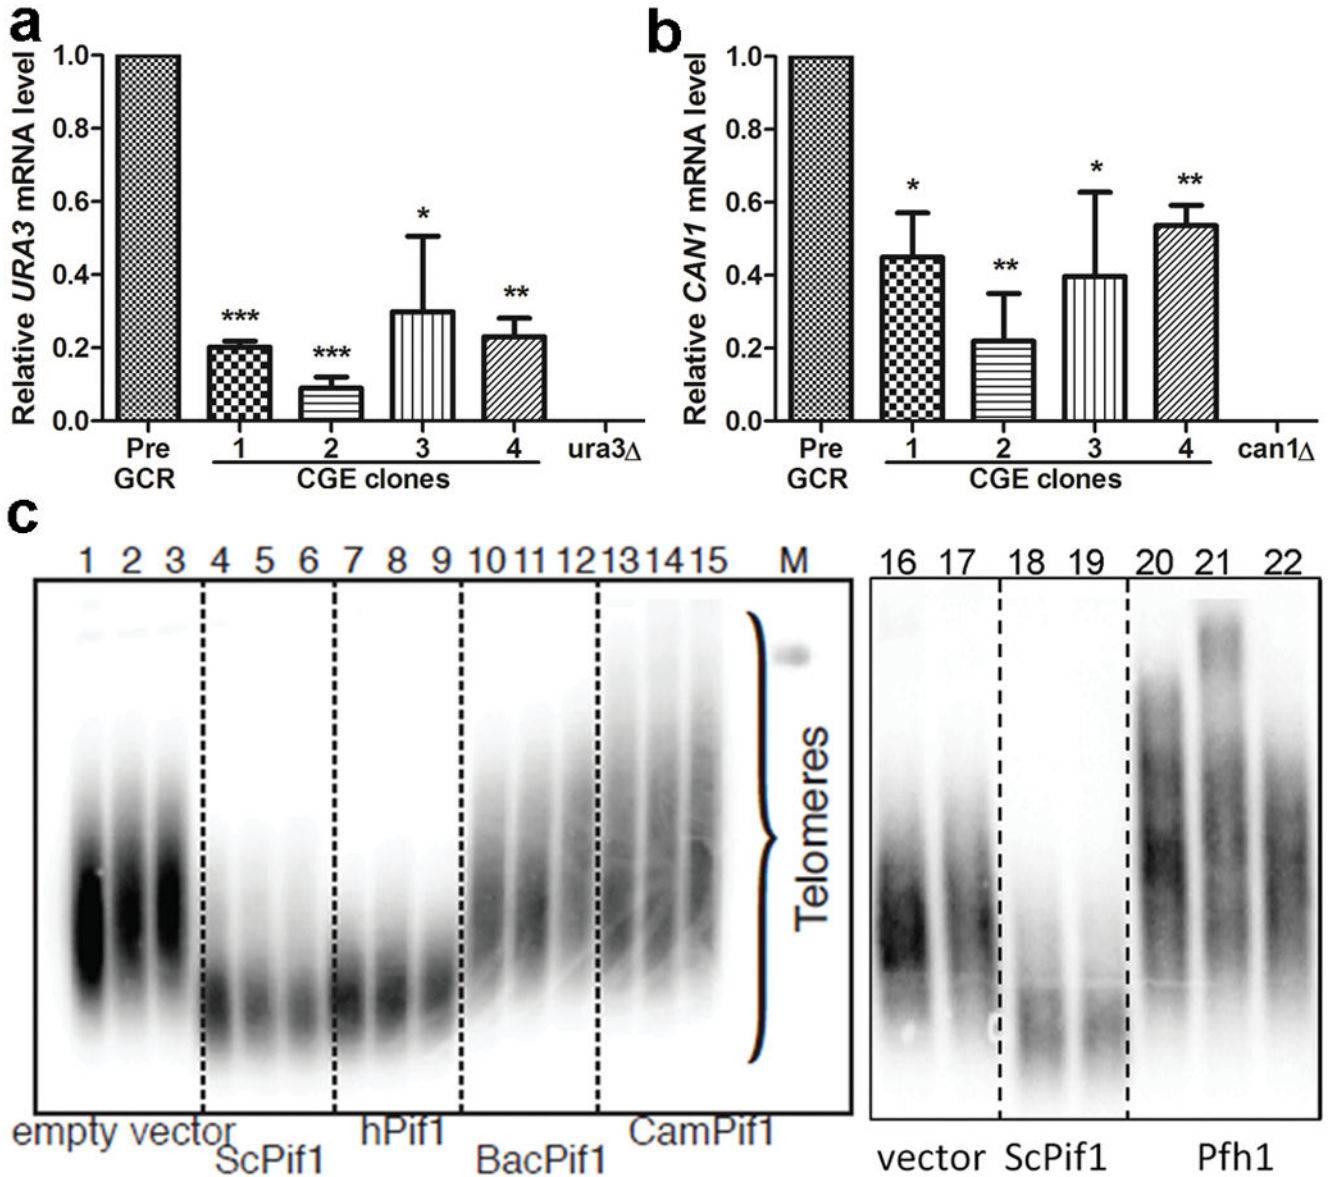 a
Relative URA3 mRNA level
1.0
0.8
0.6
0.4
0.2
0.0
***
***
*
**
Pre
GCR
1
2
3
4
ura3Δ
CGE clones
b
Relative CAN1 mRNA level
1.0
0.8
0.6
0.4
0.2
0.0
*
**
*
**
Pre
GCR
1
2
3
4
can1Δ
CGE clones
c
1 2 3 4 5 6 7 8 9 10 11 12 13 14 15 M
Telomeres
empty vector
ScPif1
hPif1
BacPif1
CamPif1
16 17 18 19 20 21 22
vector ScPif1 Pfh1